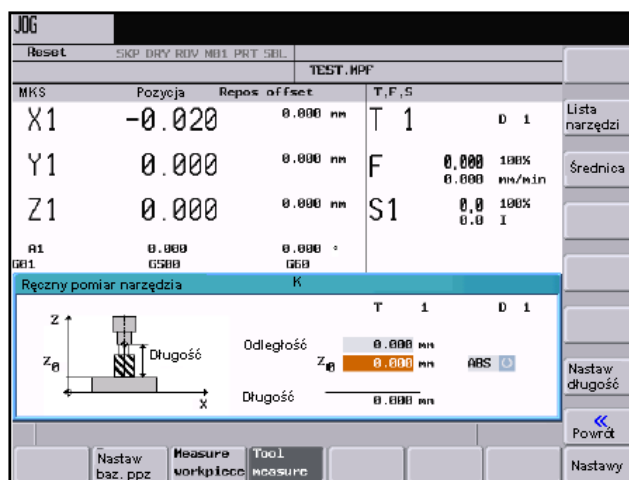 JOG
Reset SKP DRY ROV M01 PRT SBL
TEST.MPF
MKS Pozycja Repos offset T,F,S
X1 -0.020 0.000 mm T 1 D 1
Y1 0.000 0.000 mm F 0.000 100%
0.000 mm/min
Z1 0.000 0.000 mm S1 0.0 100%
0.0 I
A1 0.000 0.000 °
G01 G500 G60
Lista
narzędzi
Średnica
Ręczny pomiar narzędzia K
T 1 D 1
Z
Z0
Długość
X
Odległość 0.000 mm
Z0 0.000 mm ABS
Długość 0.000 mm
Nastaw
długość
«
Powrót
Nastaw
baz. ppz
Measure
workpiece
Tool
measure
Nastawy